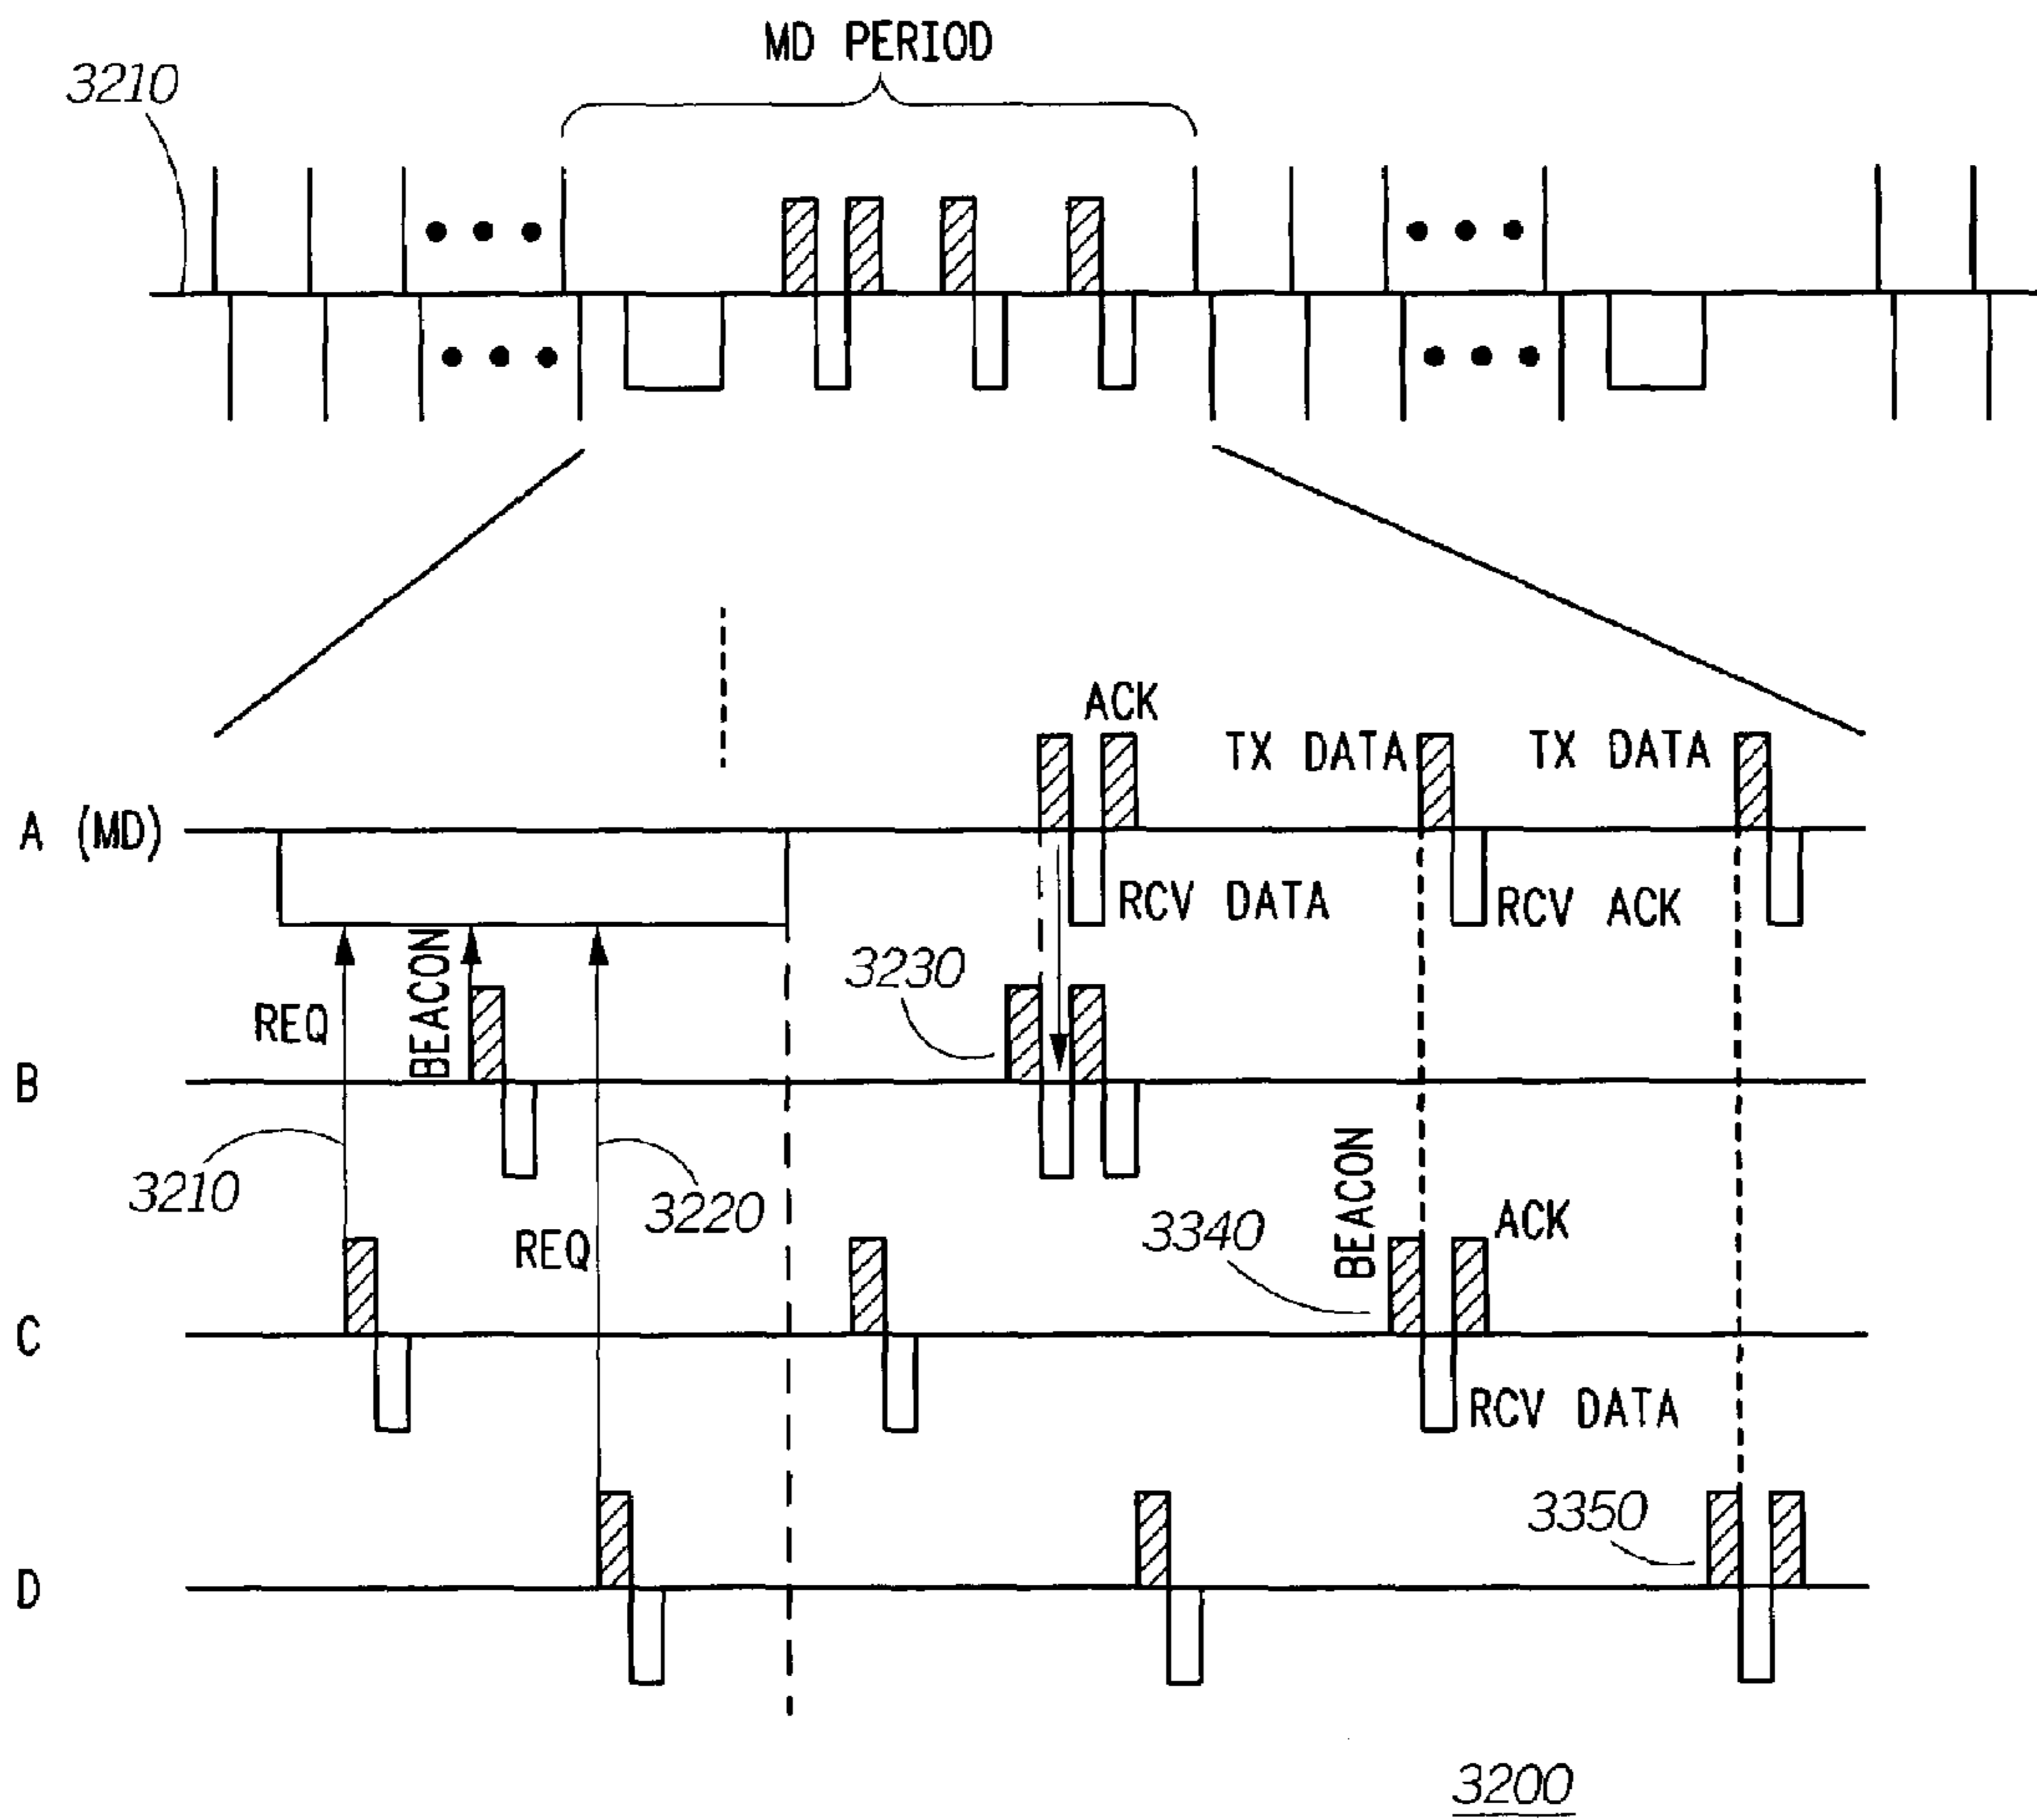 MD PERIOD
3210
ACK
TX DATA
TX DATA
A (MD)
RCV DATA
RCV ACK
BEACON
3230
REQ
B
3210
3220
REQ
BEACON
3340
ACK
C
RCV DATA
3350
D
3200